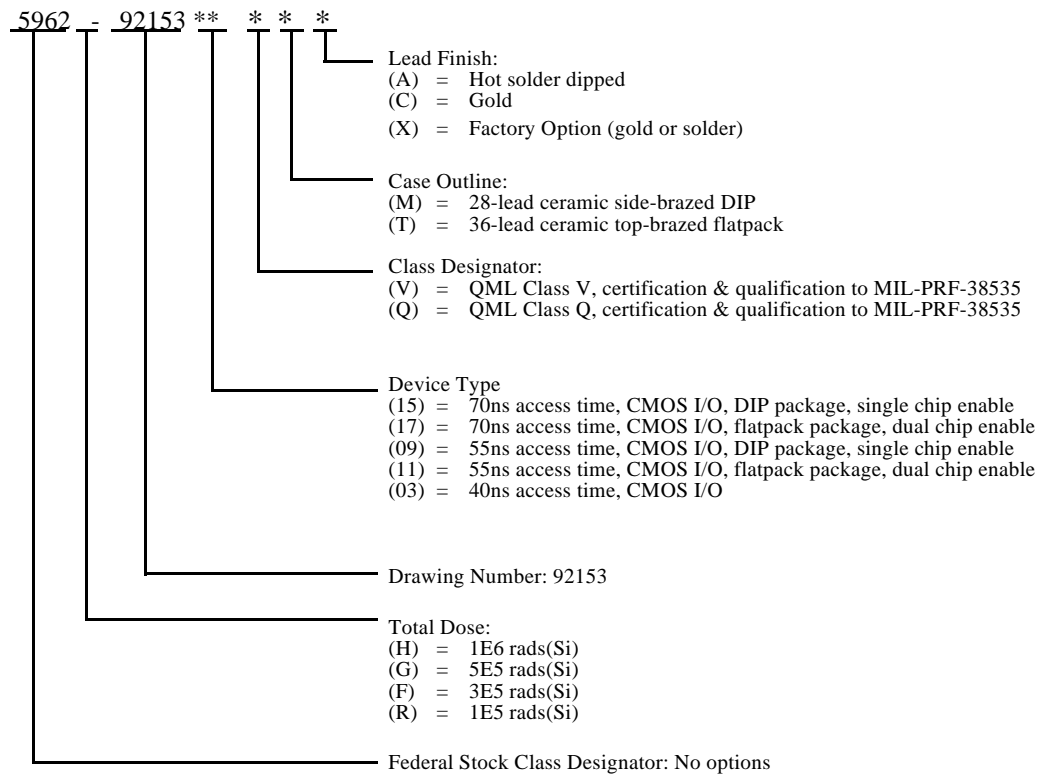 5962 - 92153 ** * * *
Lead Finish:
(A) = Hot solder dipped
(C) = Gold
(X) = Factory Option (gold or solder)
Case Outline:
(M) = 28-lead ceramic side-brazed DIP
(T) = 36-lead ceramic top-brazed flatpack
Class Designator:
(V) = QML Class V, certification & qualification to MIL-PRF-38535
(Q) = QML Class Q, certification & qualification to MIL-PRF-38535
Device Type
(15) = 70ns access time, CMOS I/O, DIP package, single chip enable
(17) = 70ns access time, CMOS I/O, flatpack package, dual chip enable
(09) = 55ns access time, CMOS I/O, DIP package, single chip enable
(11) = 55ns access time, CMOS I/O, flatpack package, dual chip enable
(03) = 40ns access time, CMOS I/O
Drawing Number: 92153
Total Dose:
(H) = 1E6 rads(Si)
(G) = 5E5 rads(Si)
(F) = 3E5 rads(Si)
(R) = 1E5 rads(Si)
Federal Stock Class Designator: No options